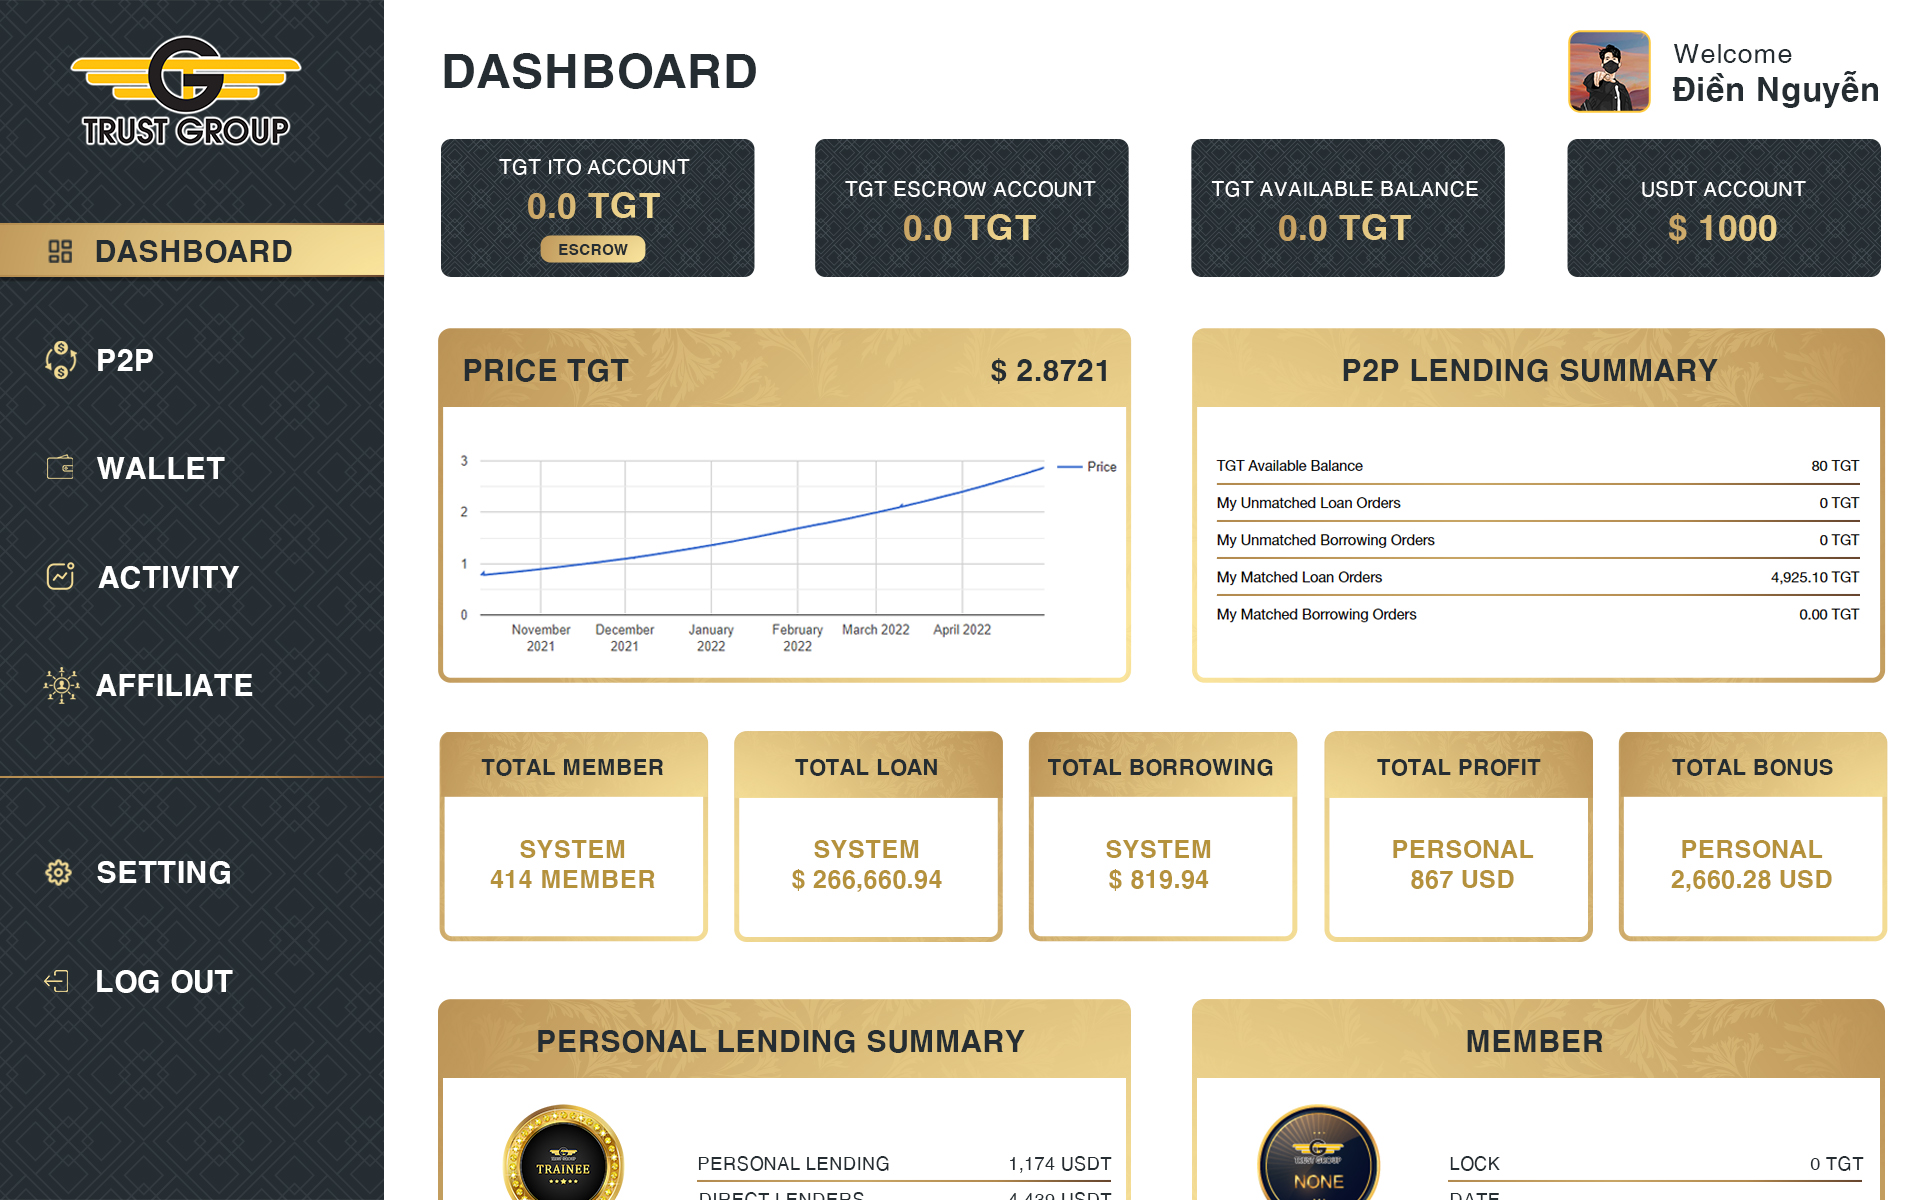 TRUST GROUP
DASHBOARD
P2P
WALLET
ACTIVITY
AFFILIATE
SETTING
LOG OUT
DASHBOARD
Welcome
Điền Nguyễn
TGT ITO ACCOUNT
0.0 TGT
ESCROW
TGT ESCROW ACCOUNT
0.0 TGT
TGT AVAILABLE BALANCE
0.0 TGT
USDT ACCOUNT
$ 1000
PRICE TGT $ 2.8721
3
2
1
0
Price
November 2021
December 2021
January 2022
February 2022
March 2022
April 2022
P2P LENDING SUMMARY
TGT Available Balance 80 TGT
My Unmatched Loan Orders 0 TGT
My Unmatched Borrowing Orders 0 TGT
My Matched Loan Orders 4,925.10 TGT
My Matched Borrowing Orders 0.00 TGT
TOTAL MEMBER
SYSTEM
414 MEMBER
TOTAL LOAN
SYSTEM
$ 266,660.94
TOTAL BORROWING
SYSTEM
$ 819.94
TOTAL PROFIT
PERSONAL
867 USD
TOTAL BONUS
PERSONAL
2,660.28 USD
PERSONAL LENDING SUMMARY
TRAINEE
PERSONAL LENDING 1,174 USDT
DIRECT LENDERS 4,439 USDT
MEMBER
TRUST GROUP
NONE
LOCK 0 TGT
DATE